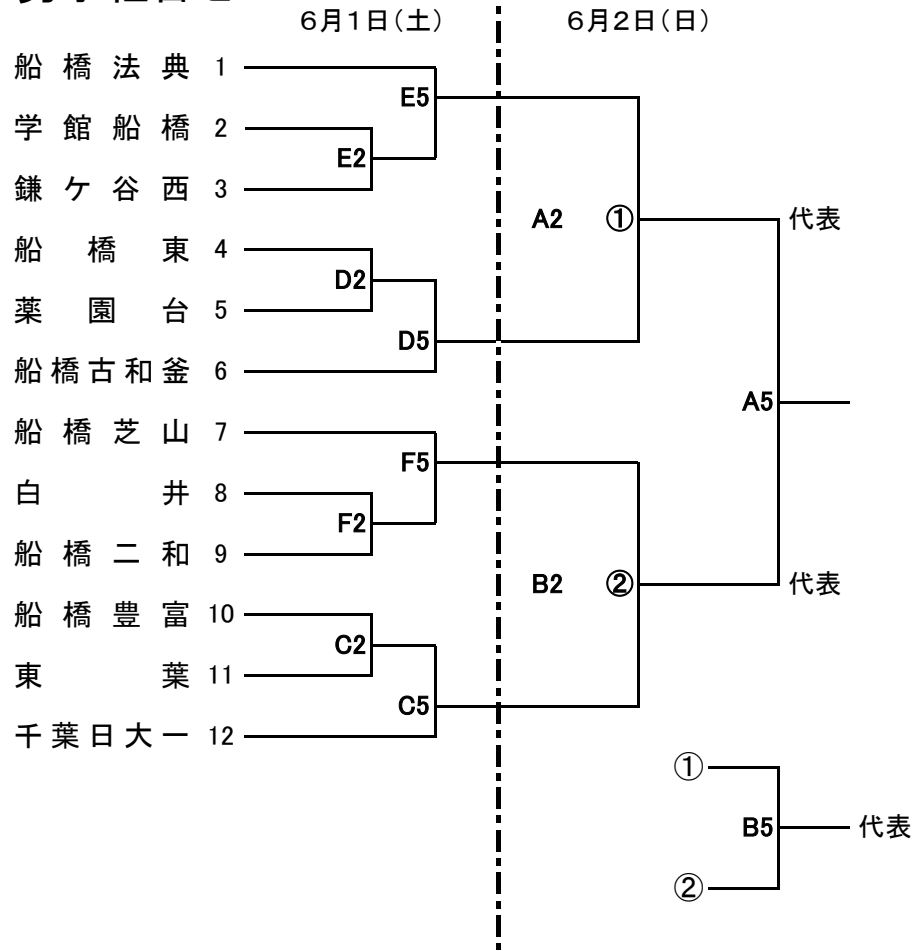 6月1日(土) 6月2日(日)
船橋法典 1
E5
学館船橋 2
E2
鎌ケ谷西 3
船橋東 4
A2 ① 代表
D2
薬園台 5
D5
船橋古和釜 6
A5
船橋芝山 7
F5
白井 8
F2
船橋二和 9
B2 ② 代表
船橋豊富 10
C2
東葉 11
C5
千葉日大一 12
①
B5 代表
②